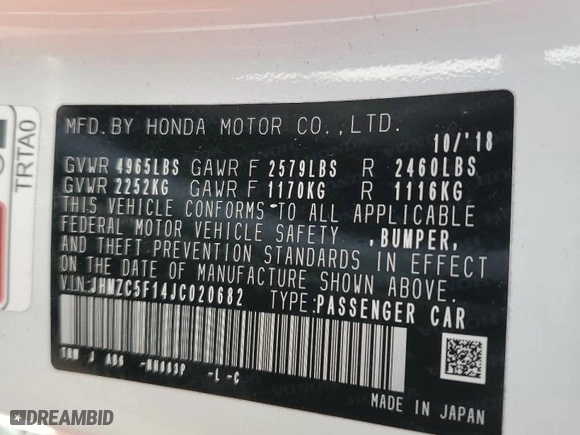 MFD.BY HONDA MOTOR CO.,LTD.
10/'18
GVWR 4965LBS GAWR F 2579LBS R 2460LBS
GVWR 2252KG GAWR F 1170KG R 1116KG
THIS VEHICLE CONFORMS TO ALL APPLICABLE
FEDERAL MOTOR VEHICLE SAFETY ,BUMPER,
AND THEFT PREVENTION STANDARDS IN EFFECT
ON THE DATE OF MANUFACTURE SHOWN ABOVE.
VIN:JHMZC5F14JC020682 TYPE:PASSENGER CAR
-NH883P -L -C
MADE IN JAPAN
TRTA0
DREAMBID